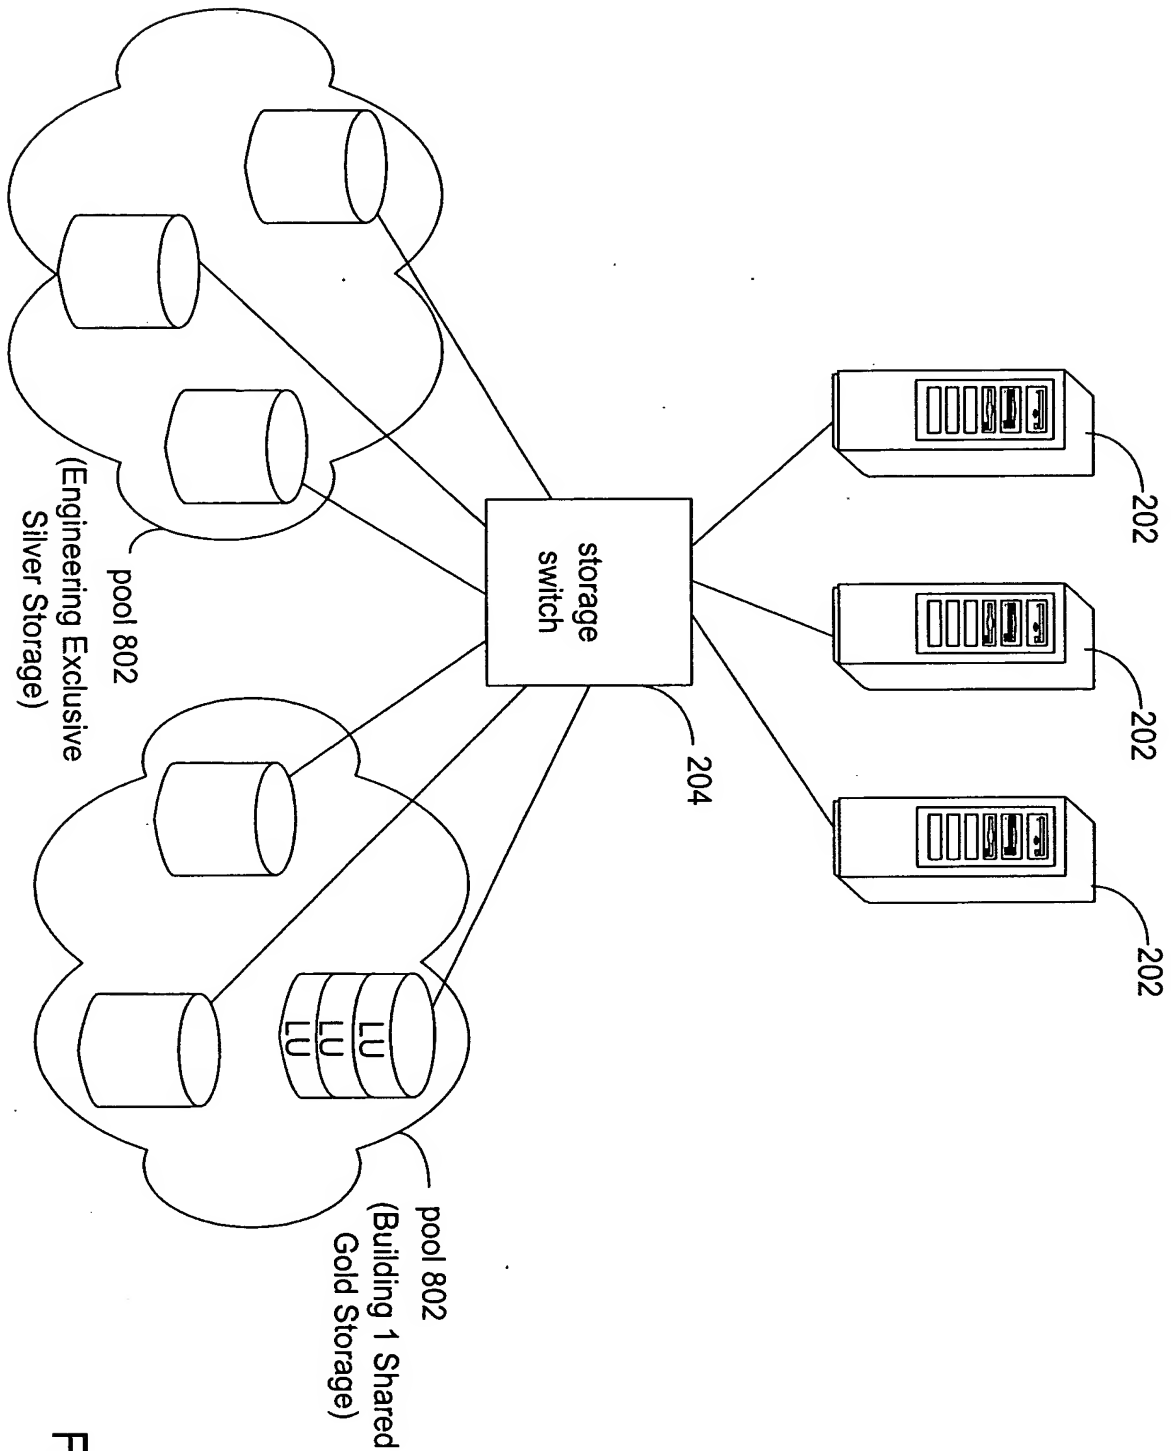 202
202
202
204
storage
switch
pool 802
(Engineering Exclusive
Silver Storage)
pool 802
(Building 1 Shared
Gold Storage)
LU
LU
LU
F